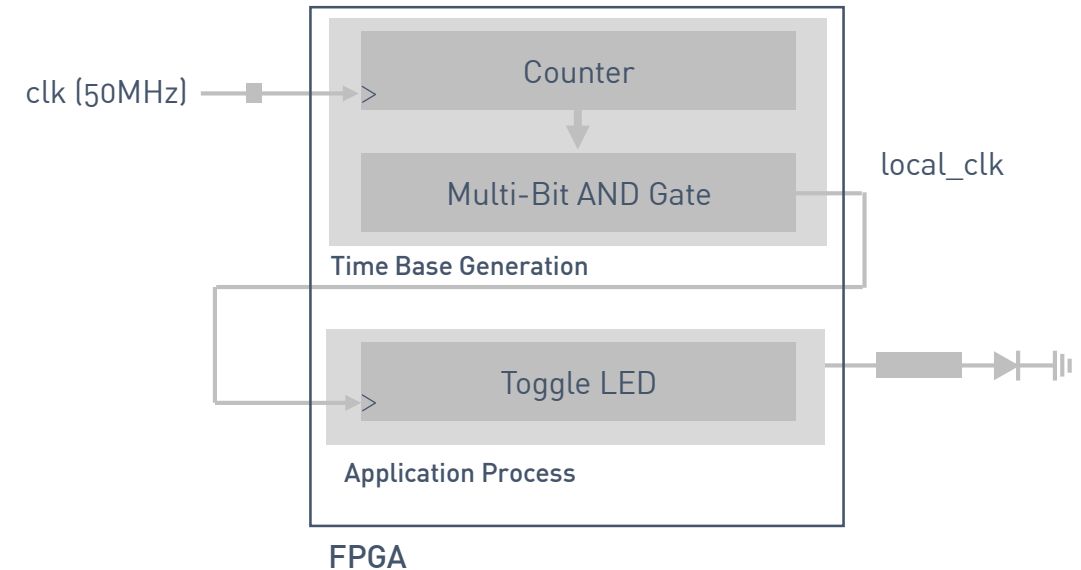 Counter
clk (50MHz)
Multi-Bit AND Gate
local_clk
Time Base Generation
Toggle LED
Application Process
FPGA